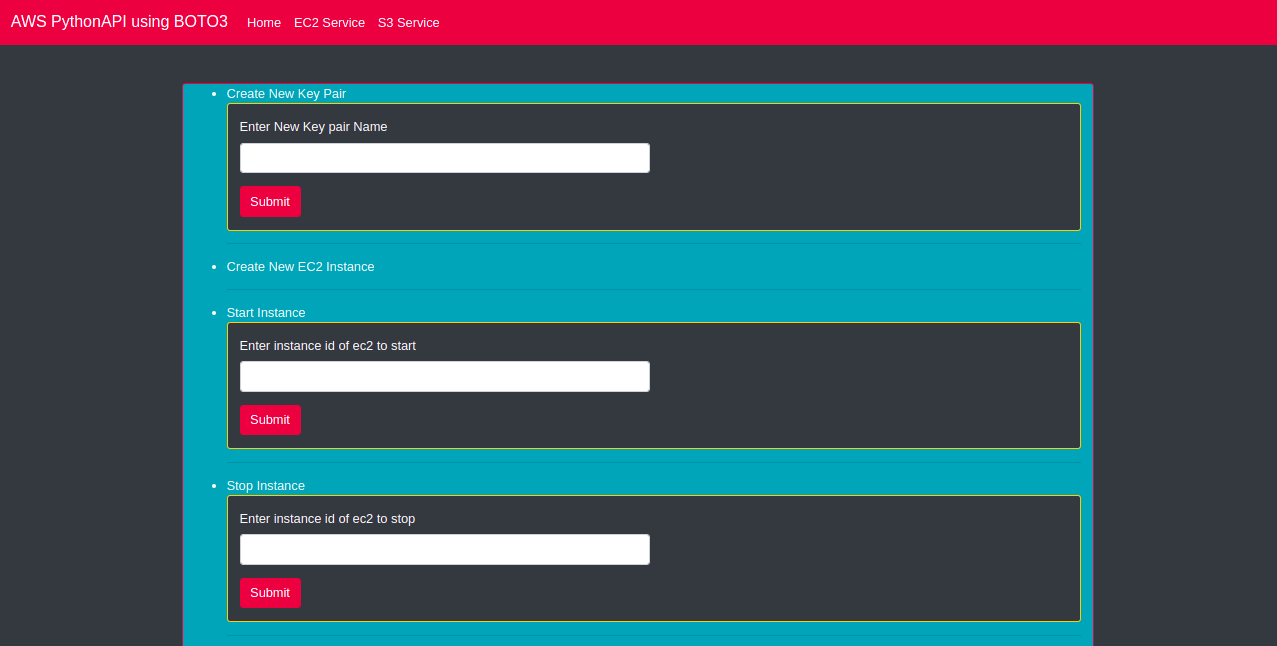 AWS PythonAPI using BOTO3 Home EC2 Service S3 Service
Create New Key Pair
Enter New Key pair Name
Submit
Create New EC2 Instance
Start Instance
Enter instance id of ec2 to start
Submit
Stop Instance
Enter instance id of ec2 to stop
Submit